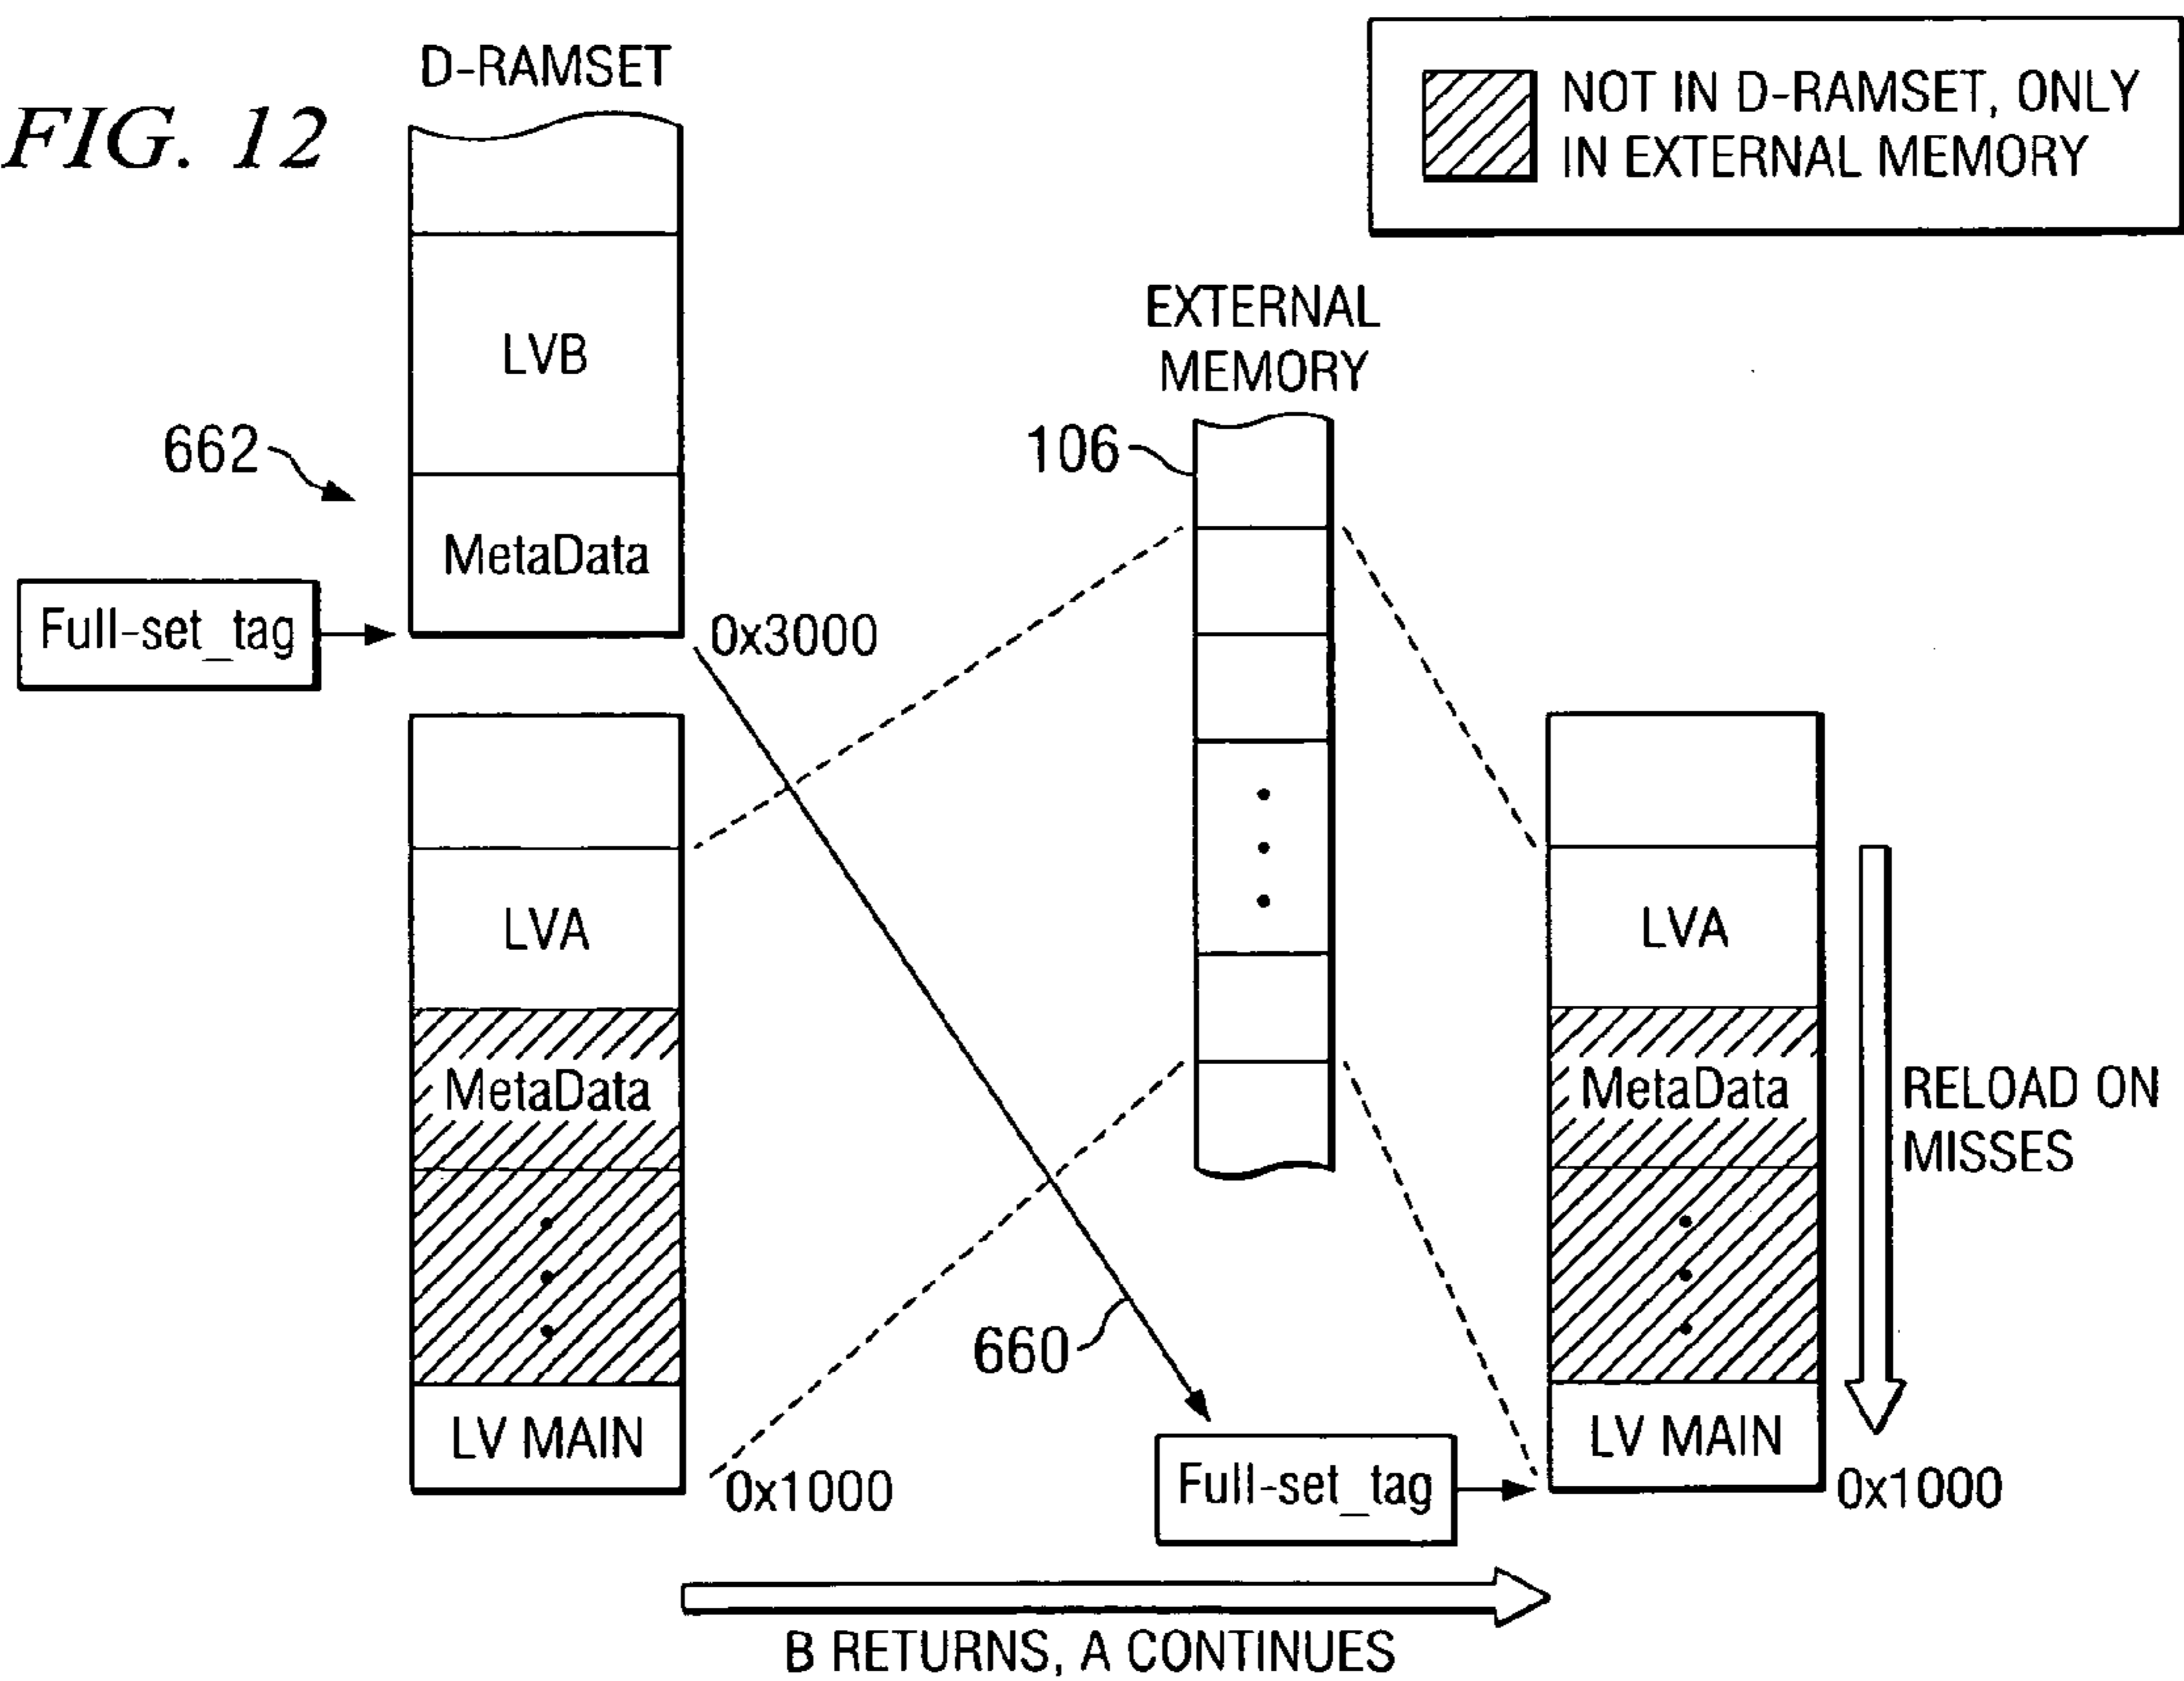 FIG. 12
D-RAMSET
NOT IN D-RAMSET, ONLY
IN EXTERNAL MEMORY
LVB
662
MetaData
Full-set_tag
0x3000
EXTERNAL
MEMORY
106
LVA
MetaData
LV MAIN
0x1000
660
Full-set_tag
LVA
MetaData
LV MAIN
0x1000
RELOAD ON
MISSES
B RETURNS, A CONTINUES